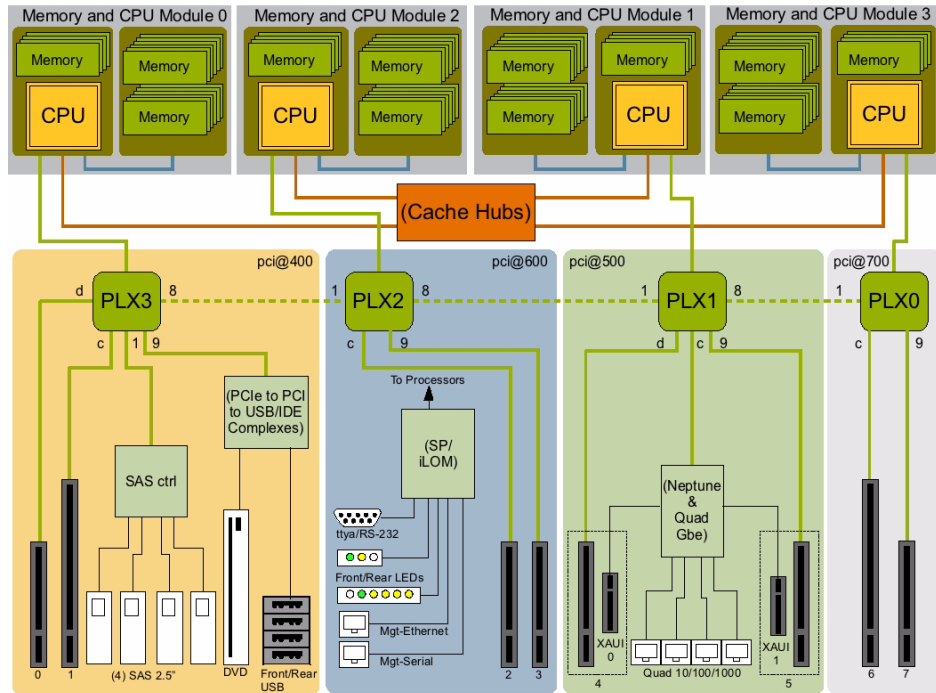 Memory and CPU Module 0
Memory and CPU Module 2
Memory and CPU Module 1
Memory and CPU Module 3
Memory
Memory
Memory
CPU
Memory
Memory
Memory
CPU
Memory
Memory
Memory
CPU
Memory
Memory
Memory
CPU
(Cache Hubs)
pci@400
pci@600
pci@500
pci@700
d
PLX3
8
1
PLX2
8
1
PLX1
8
1
PLX0
c
1
9
c
9
d
c
9
c
9
(PCIe to PCI
to USB/IDE
Complexes)
To Processors
SAS ctrl
(SP/
iLOM)
(Neptune
&
Quad
Gbe)
ttya/RS-232
Front/Rear LEDs
Mgt-Ethernet
Mgt-Serial
XAUI
0
XAUI
1
0
1
(4) SAS 2.5"
DVD
Front/Rear
USB
2
3
4
Quad 10/100/1000
5
6
7